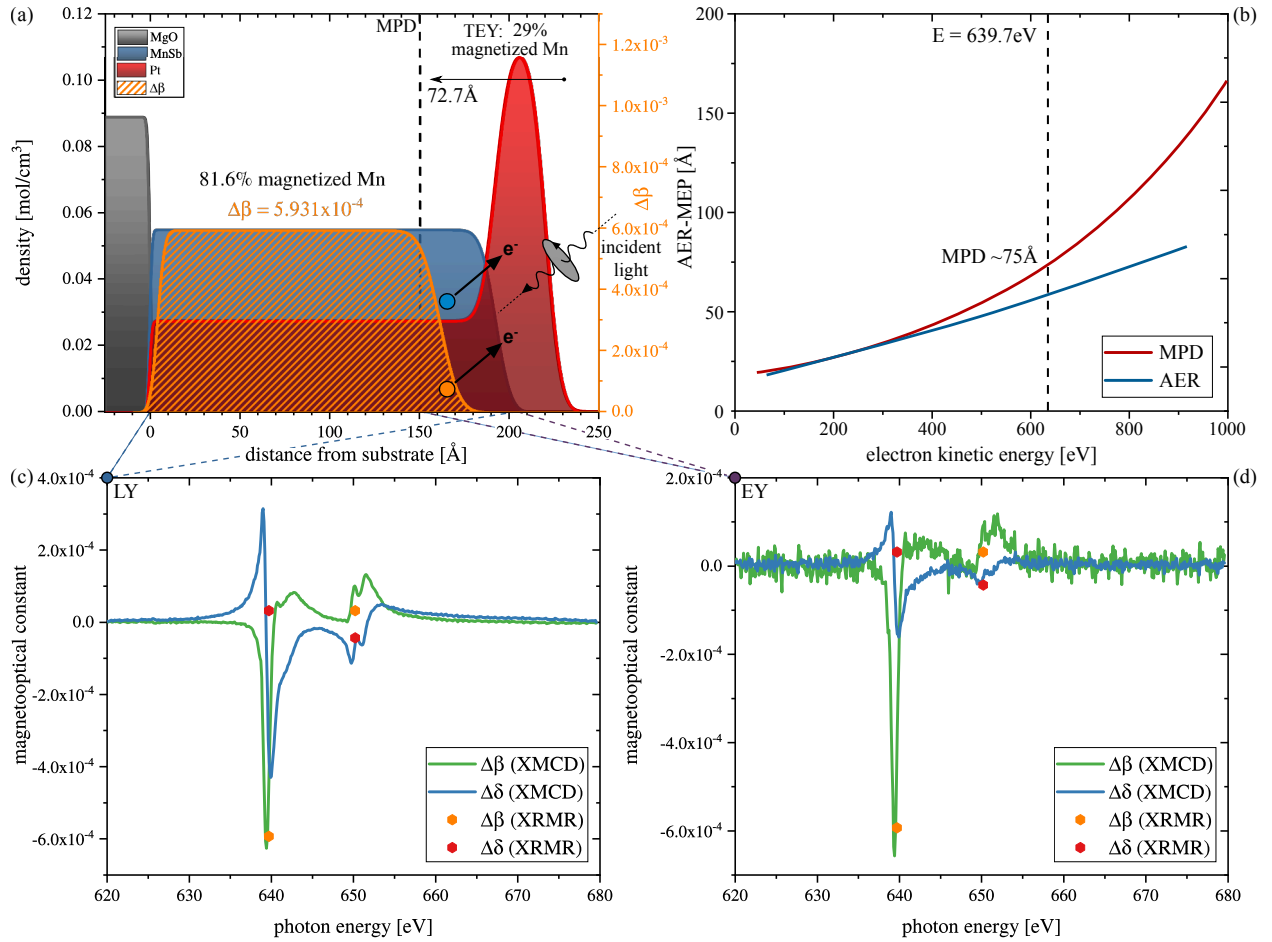 (a)
MgO
MnSb
Pt
Δβ
MPD
TEY: 29%
magnetized Mn
72.7Å
81.6% magnetized Mn
Δβ = 5.931x10⁻⁴
e⁻
e⁻
incident
light
density [mol/cm³]
0.12
0.10
0.08
0.06
0.04
0.02
0.00
0
50
100
150
200
250
distance from substrate [Å]
1.2x10⁻³
1.0x10⁻³
8.0x10⁻⁴
6.0x10⁻⁴
4.0x10⁻⁴
2.0x10⁻⁴
0.0
Δβ
(b)
E = 639.7eV
MPD ~75Å
MPD
AER
AER-MEP [Å]
200
150
100
50
0
0
200
400
600
800
1000
electron kinetic energy [eV]
(c)
LY
4.0x10⁻⁴
2.0x10⁻⁴
0.0
-2.0x10⁻⁴
-4.0x10⁻⁴
-6.0x10⁻⁴
magnetooptical constant
Δβ (XMCD)
Δδ (XMCD)
Δβ (XRMR)
Δδ (XRMR)
620
630
640
650
660
670
680
photon energy [eV]
(d)
EY
2.0x10⁻⁴
0.0
-2.0x10⁻⁴
-4.0x10⁻⁴
-6.0x10⁻⁴
magnetooptical constant
Δβ (XMCD)
Δδ (XMCD)
Δβ (XRMR)
Δδ (XRMR)
620
630
640
650
660
670
680
photon energy [eV]